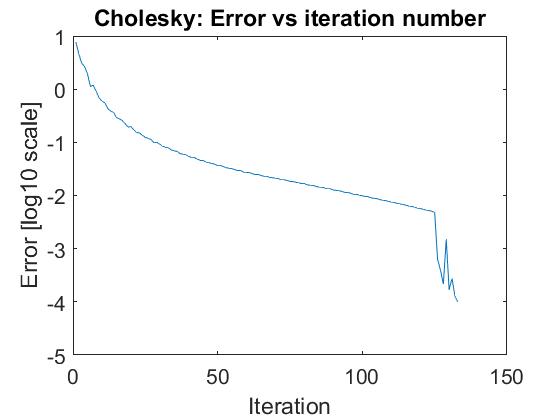 Cholesky: Error vs iteration number
Error [log10 scale]
1
0
-1
-2
-3
-4
-5
0 50 100 150
Iteration